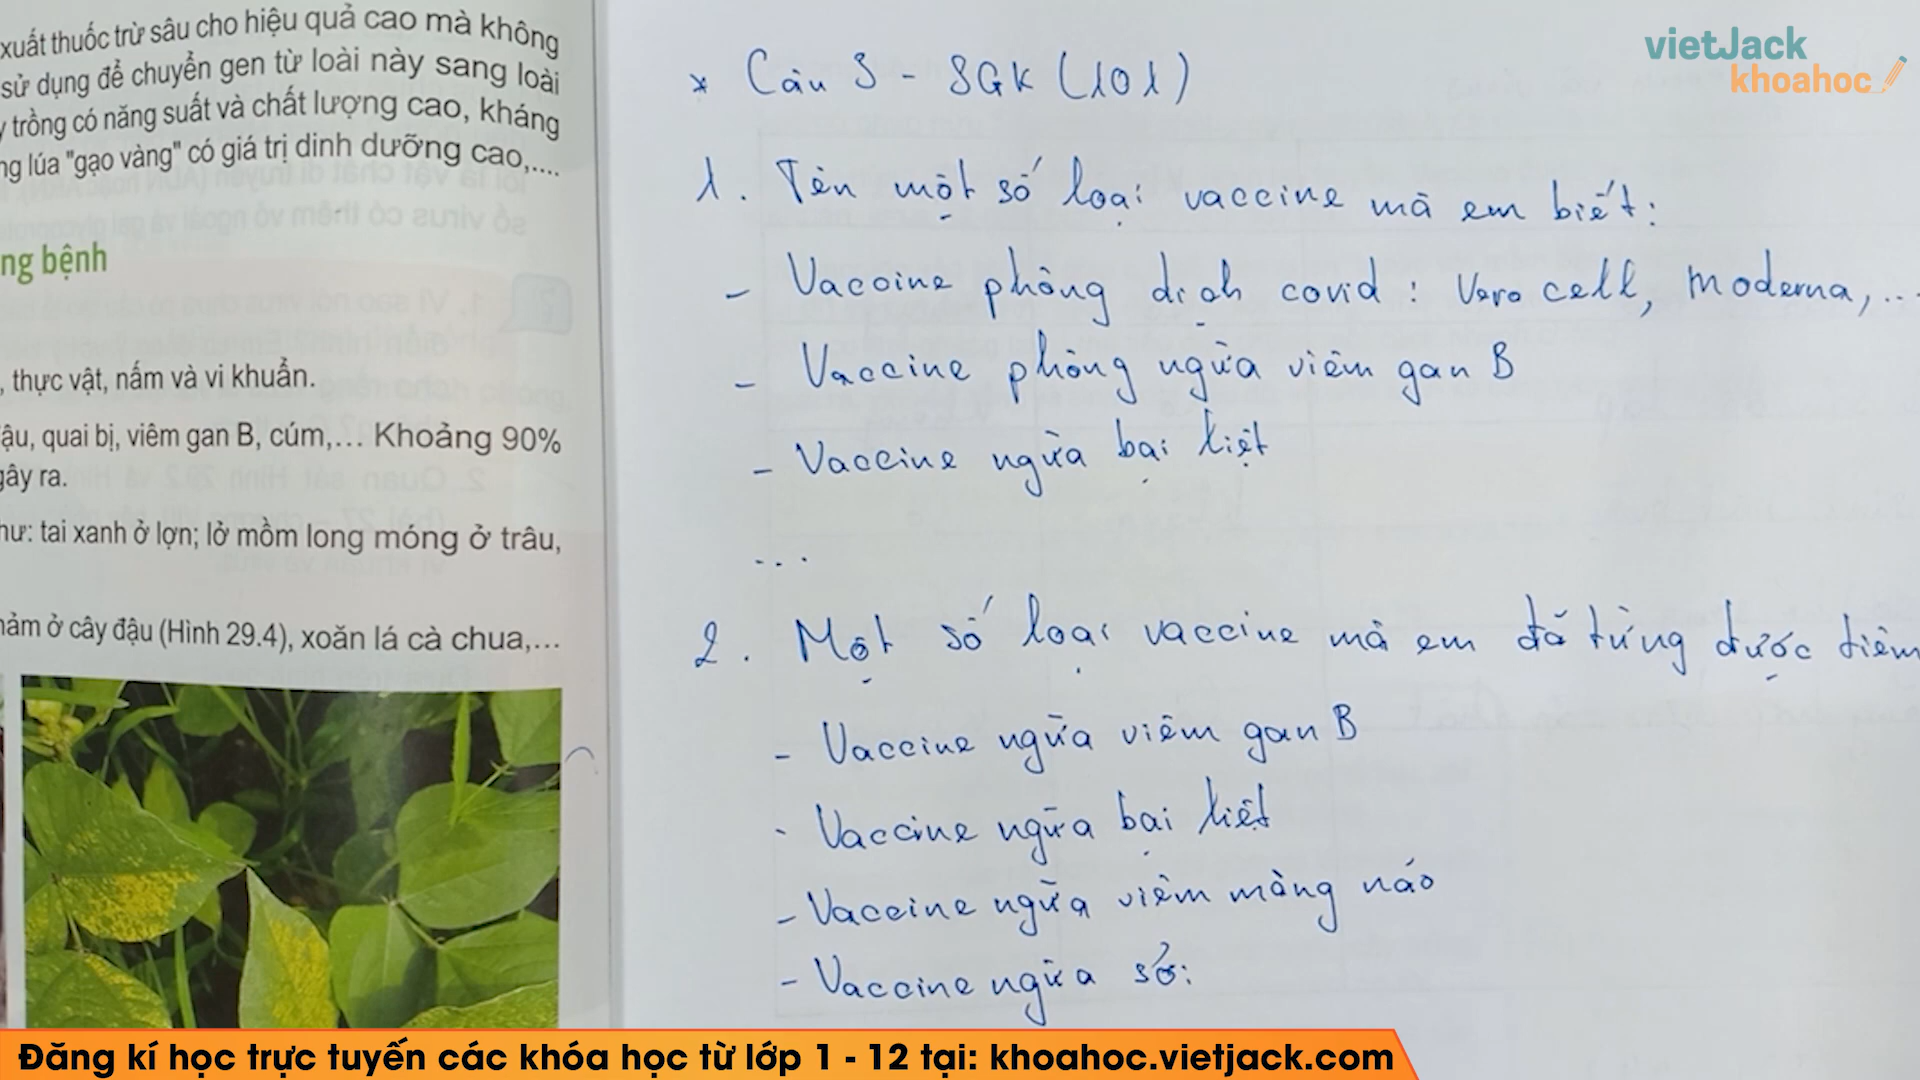 xuất thuốc trừ sâu cho hiệu quả cao mà không
sử dụng để chuyển gen từ loài này sang loài
y trồng có năng suất và chất lượng cao, kháng
ng lúa "gạo vàng" có giá trị dinh dưỡng cao,....
ng bệnh
, thực vật, nấm và vi khuẩn.
ậu, quai bị, viêm gan B, cúm,... Khoảng 90%
gây ra.
hư: tai xanh ở lợn; lở mồm long móng ở trâu,
hảm ở cây đậu (Hình 29.4), xoăn lá cà chua,...
vietJack
khoahoc
* Câu 3 - SGK (101)
1. Tên một số loại vaccine mà em biết:
- Vaccine phòng dịch covid: Vero cell, moderna,...
- Vaccine phòng ngừa viêm gan B
- Vaccine ngừa bại liệt
...
2. Một số loại vaccine mà em đã từng được tiêm
- Vaccine ngừa viêm gan B
- Vaccine ngừa bại liệt
- Vaccine ngừa viêm màng não
- Vaccine ngừa sởi
Đăng kí học trực tuyến các khóa học từ lớp 1 - 12 tại: khoahoc.vietjack.com